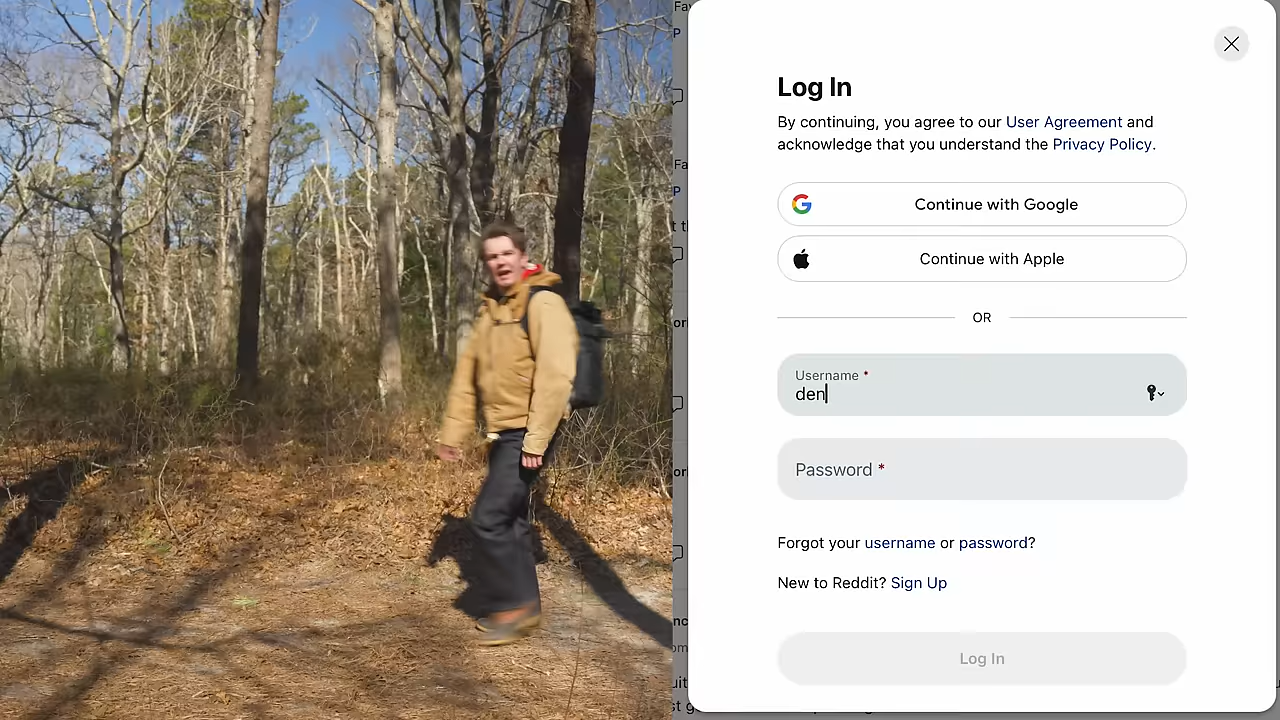 Log In
By continuing, you agree to our User Agreement and
acknowledge that you understand the Privacy Policy.
Continue with Google
Continue with Apple
OR
Username *
den
Password *
Forgot your username or password?
New to Reddit? Sign Up
Log In